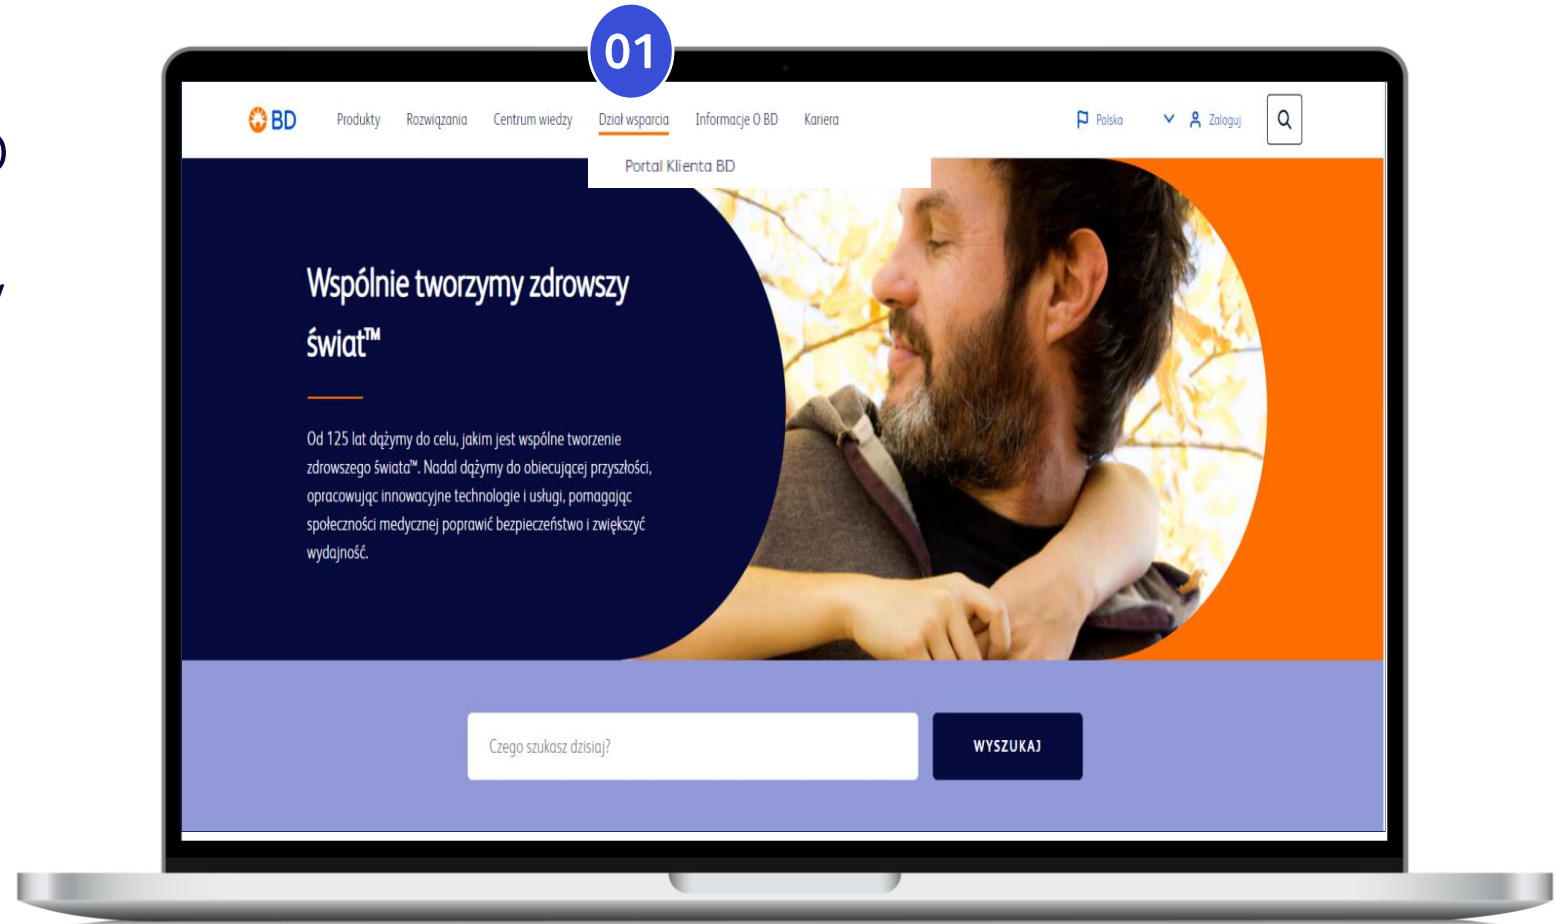 01
BD
Produkty Rozwiązania Centrum wiedzy Dział wsparcia Informacje O BD Kariera Polska Zaloguj
Portal Klienta BD
Wspólnie tworzymy zdrowszy
świat™
Od 125 lat dążymy do celu, jakim jest wspólne tworzenie
zdrowszego świata™. Nadal dążymy do obiecującej przyszłości,
opracowując innowacyjne technologie i usługi, pomagając
społeczności medycznej poprawić bezpieczeństwo i zwiększyć
wydajność.
Czego szukasz dzisiaj? WYSZUKAJ